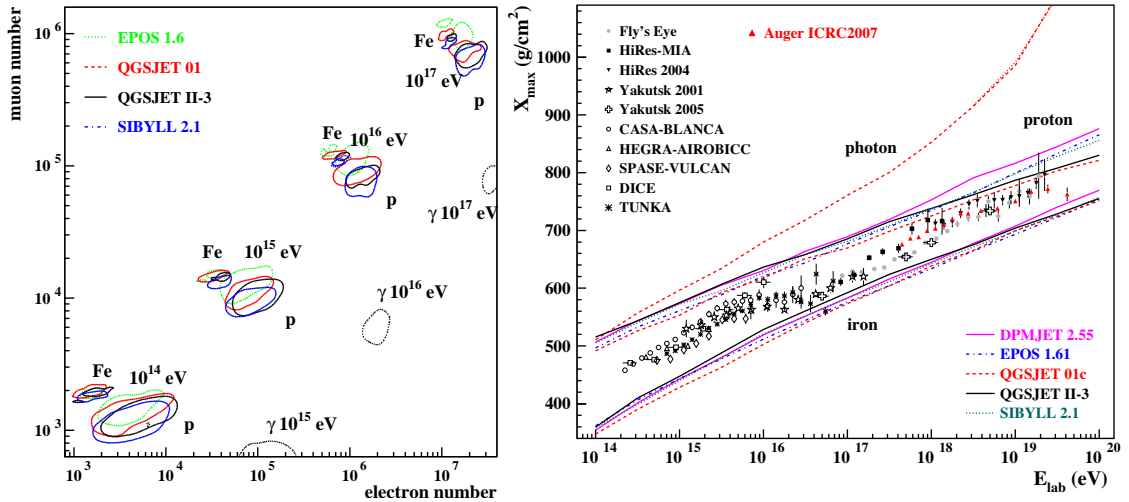 muon number
10^6
10^5
10^4
10^3
EPOS 1.6
QGSJET 01
QGSJET II-3
SIBYLL 2.1
Fe
10^17 eV
p
Fe
10^16 eV
p
γ 10^17 eV
Fe
10^15 eV
p
γ 10^16 eV
Fe
10^14 eV
p
γ 10^15 eV
10^3
10^4
10^5
10^6
10^7
electron number
X_max (g/cm^2)
1000
900
800
700
600
500
400
Fly's Eye
HiRes-MIA
HiRes 2004
Yakutsk 2001
Yakutsk 2005
CASA-BLANCA
HEGRA-AIROBICC
SPASE-VULCAN
DICE
TUNKA
Auger ICRC2007
photon
proton
iron
DPMJET 2.55
EPOS 1.61
QGSJET 01c
QGSJET II-3
SIBYLL 2.1
10^14
10^15
10^16
10^17
10^18
10^19
10^20
E_lab (eV)